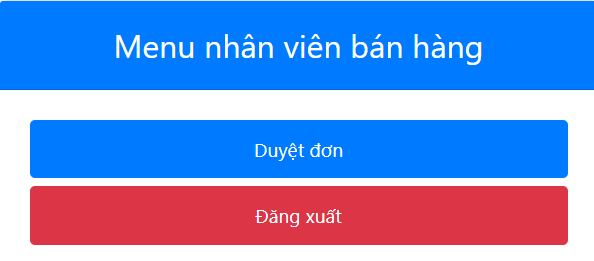 Menu nhân viên bán hàng
Duyệt đơn
Đăng xuất